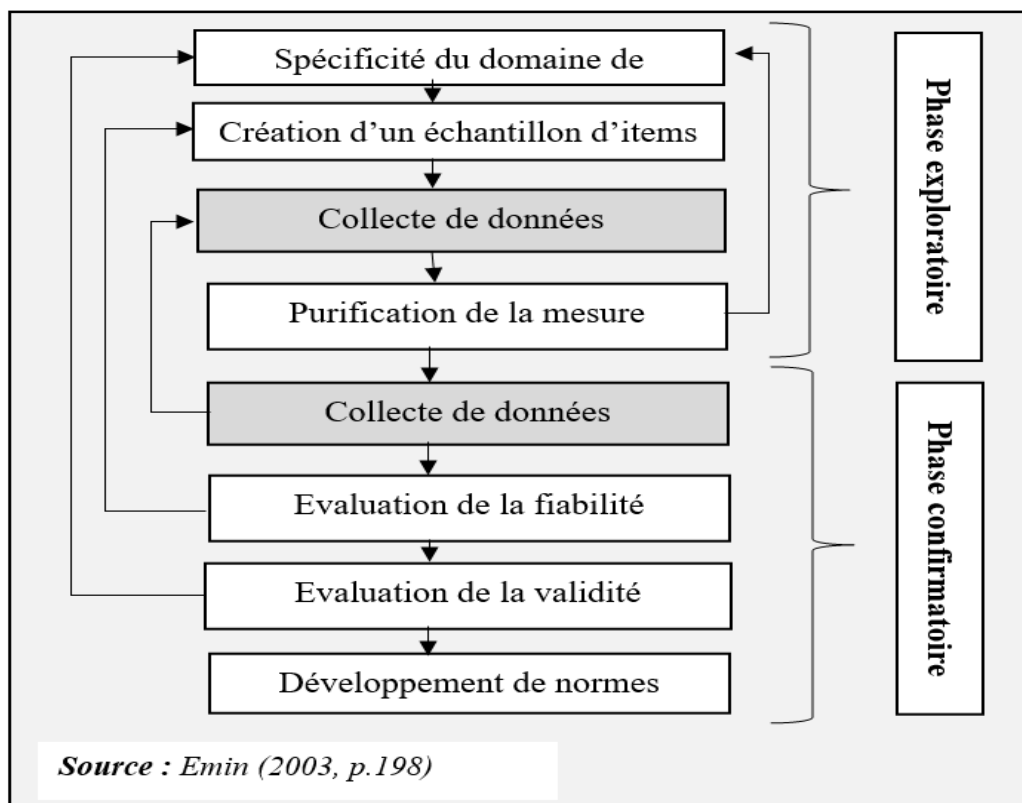 Spécificité du domaine de
Création d’un échantillon d’items
Collecte de données
Purification de la mesure
Phase exploratoire
Collecte de données
Evaluation de la fiabilité
Evaluation de la validité
Développement de normes
Phase confirmatoire
Source : Emin (2003, p.198)